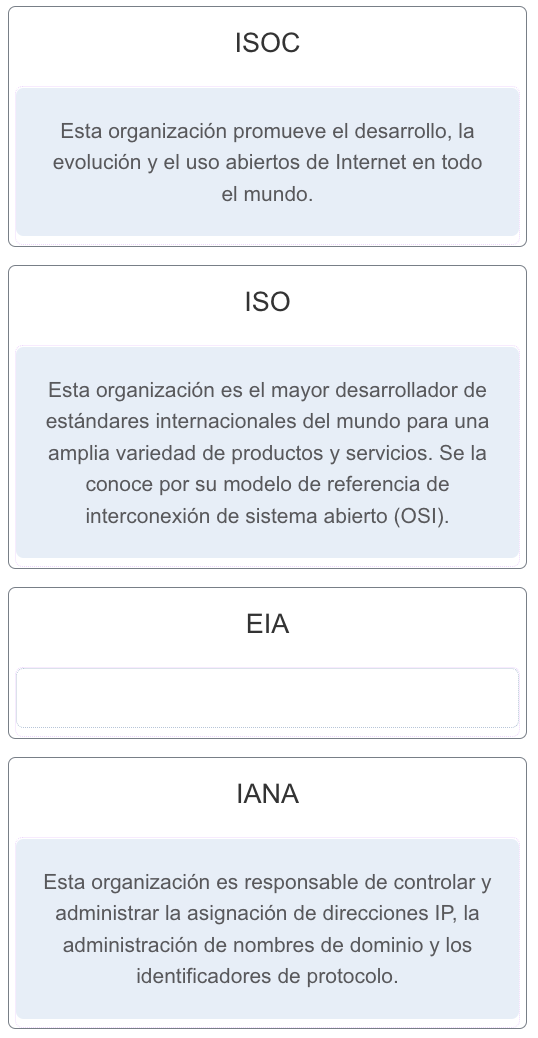 ISOC
Esta organización promueve el desarrollo, la
evolución y el uso abiertos de Internet en todo
el mundo.
ISO
Esta organización es el mayor desarrollador de
estándares internacionales del mundo para una
amplia variedad de productos y servicios. Se la
conoce por su modelo de referencia de
interconexión de sistema abierto (OSI).
EIA
IANA
Esta organización es responsable de controlar y
administrar la asignación de direcciones IP, la
administración de nombres de dominio y los
identificadores de protocolo.